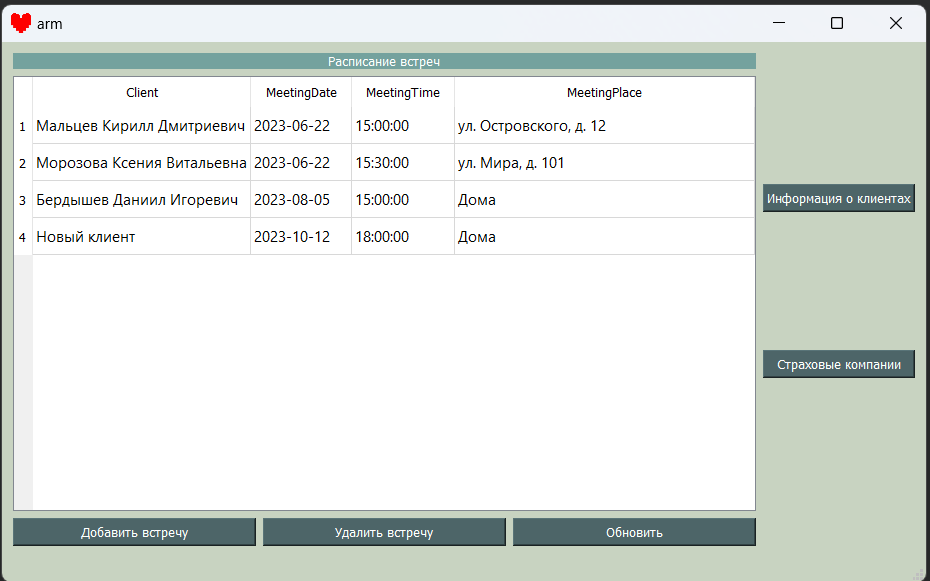 arm
Расписание встреч
Client MeetingDate MeetingTime MeetingPlace
1 Мальцев Кирилл Дмитриевич 2023-06-22 15:00:00 ул. Островского, д. 12
2 Морозова Ксения Витальевна 2023-06-22 15:30:00 ул. Мира, д. 101
3 Бердышев Даниил Игоревич 2023-08-05 15:00:00 Дома
4 Новый клиент 2023-10-12 18:00:00 Дома
Информация о клиентах
Страховые компании
Добавить встречу Удалить встречу Обновить